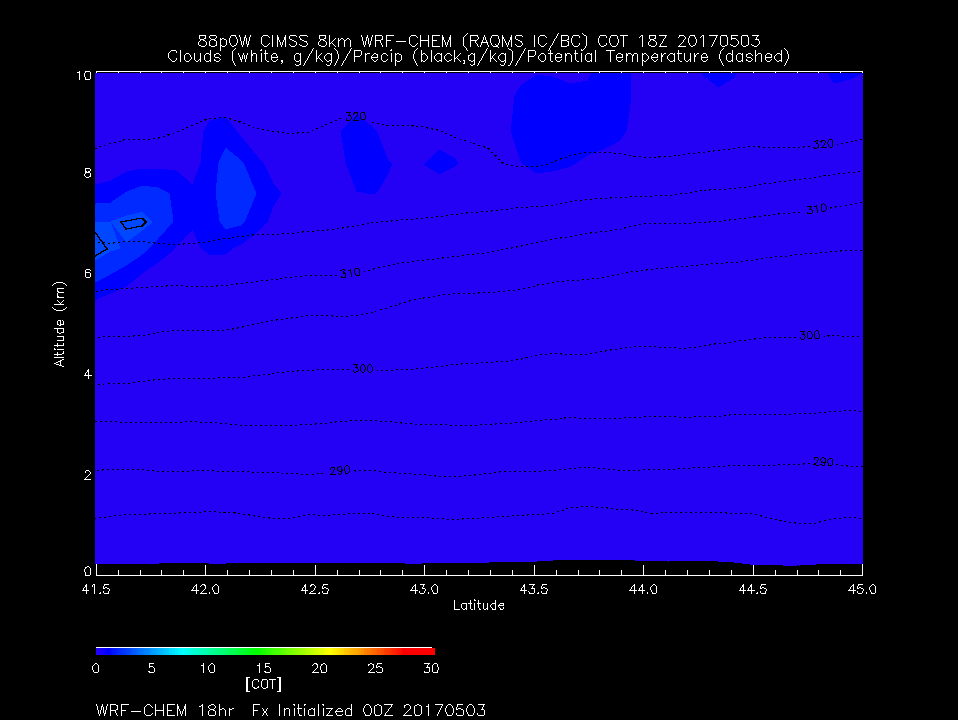 88p0W CIMSS 8km WRF-CHEM (RAQMS IC/BC) COT 18Z 20170503
Clouds (white, g/kg)/Precip (black,g/kg)/Potential Temperature (dashed)
10
8
6
4
2
0
Altitude (km)
320
320
310
310
300
300
290
290
41.5 42.0 42.5 43.0 43.5 44.0 44.5 45.0
Latitude
0 5 10 15 20 25 30
[COT]
WRF-CHEM 18hr Fx Initialized 00Z 20170503